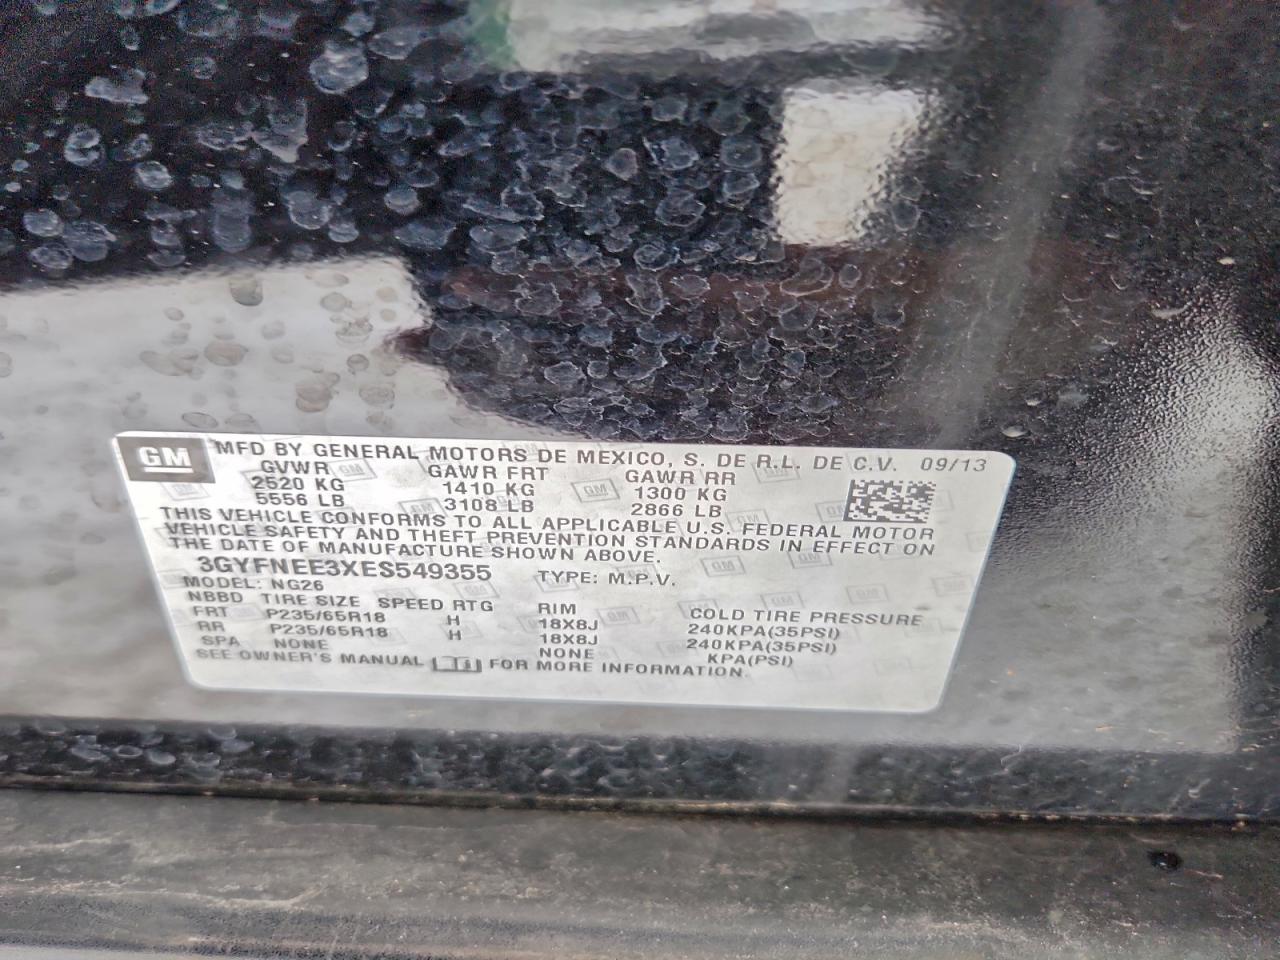 GM MFD BY GENERAL MOTORS DE MEXICO, S. DE R.L. DE C.V. 09/13
GVWR GAWR FRT GAWR RR
2520 KG 1410 KG 1300 KG
5556 LB 3108 LB 2866 LB
THIS VEHICLE CONFORMS TO ALL APPLICABLE U.S. FEDERAL MOTOR
VEHICLE SAFETY AND THEFT PREVENTION STANDARDS IN EFFECT ON
THE DATE OF MANUFACTURE SHOWN ABOVE.
3GYFNEE3XES549355 TYPE: M.P.V.
MODEL: NG26
NBBD TIRE SIZE SPEED RTG RIM COLD TIRE PRESSURE
FRT P235/65R18 H 18X8J 240KPA(35PSI)
RR P235/65R18 H 18X8J 240KPA(35PSI)
SPA NONE NONE KPA(PSI)
SEE OWNER'S MANUAL FOR MORE INFORMATION.